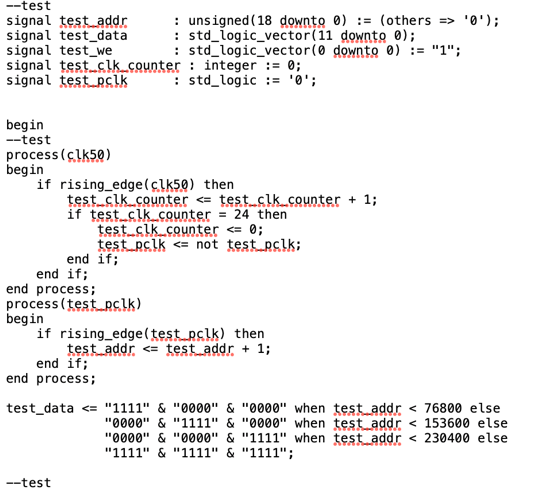 --test
signal test_addr      : unsigned(18 downto 0) := (others => '0');
signal test_data      : std_logic_vector(11 downto 0);
signal test_we        : std_logic_vector(0 downto 0) := "1";
signal test_clk_counter : integer := 0;
signal test_pclk      : std_logic := '0';
begin
--test
process(clk50)
begin
    if rising_edge(clk50) then
        test_clk_counter <= test_clk_counter + 1;
        if test_clk_counter = 24 then
            test_clk_counter <= 0;
            test_pclk <= not test_pclk;
        end if;
    end if;
end process;
process(test_pclk)
begin
    if rising_edge(test_pclk) then
        test_addr <= test_addr + 1;
    end if;
end process;
test_data <= "1111" & "0000" & "0000" when test_addr < 76800 else
             "0000" & "1111" & "0000" when test_addr < 153600 else
             "0000" & "0000" & "1111" when test_addr < 230400 else
             "1111" & "1111" & "1111";
--test